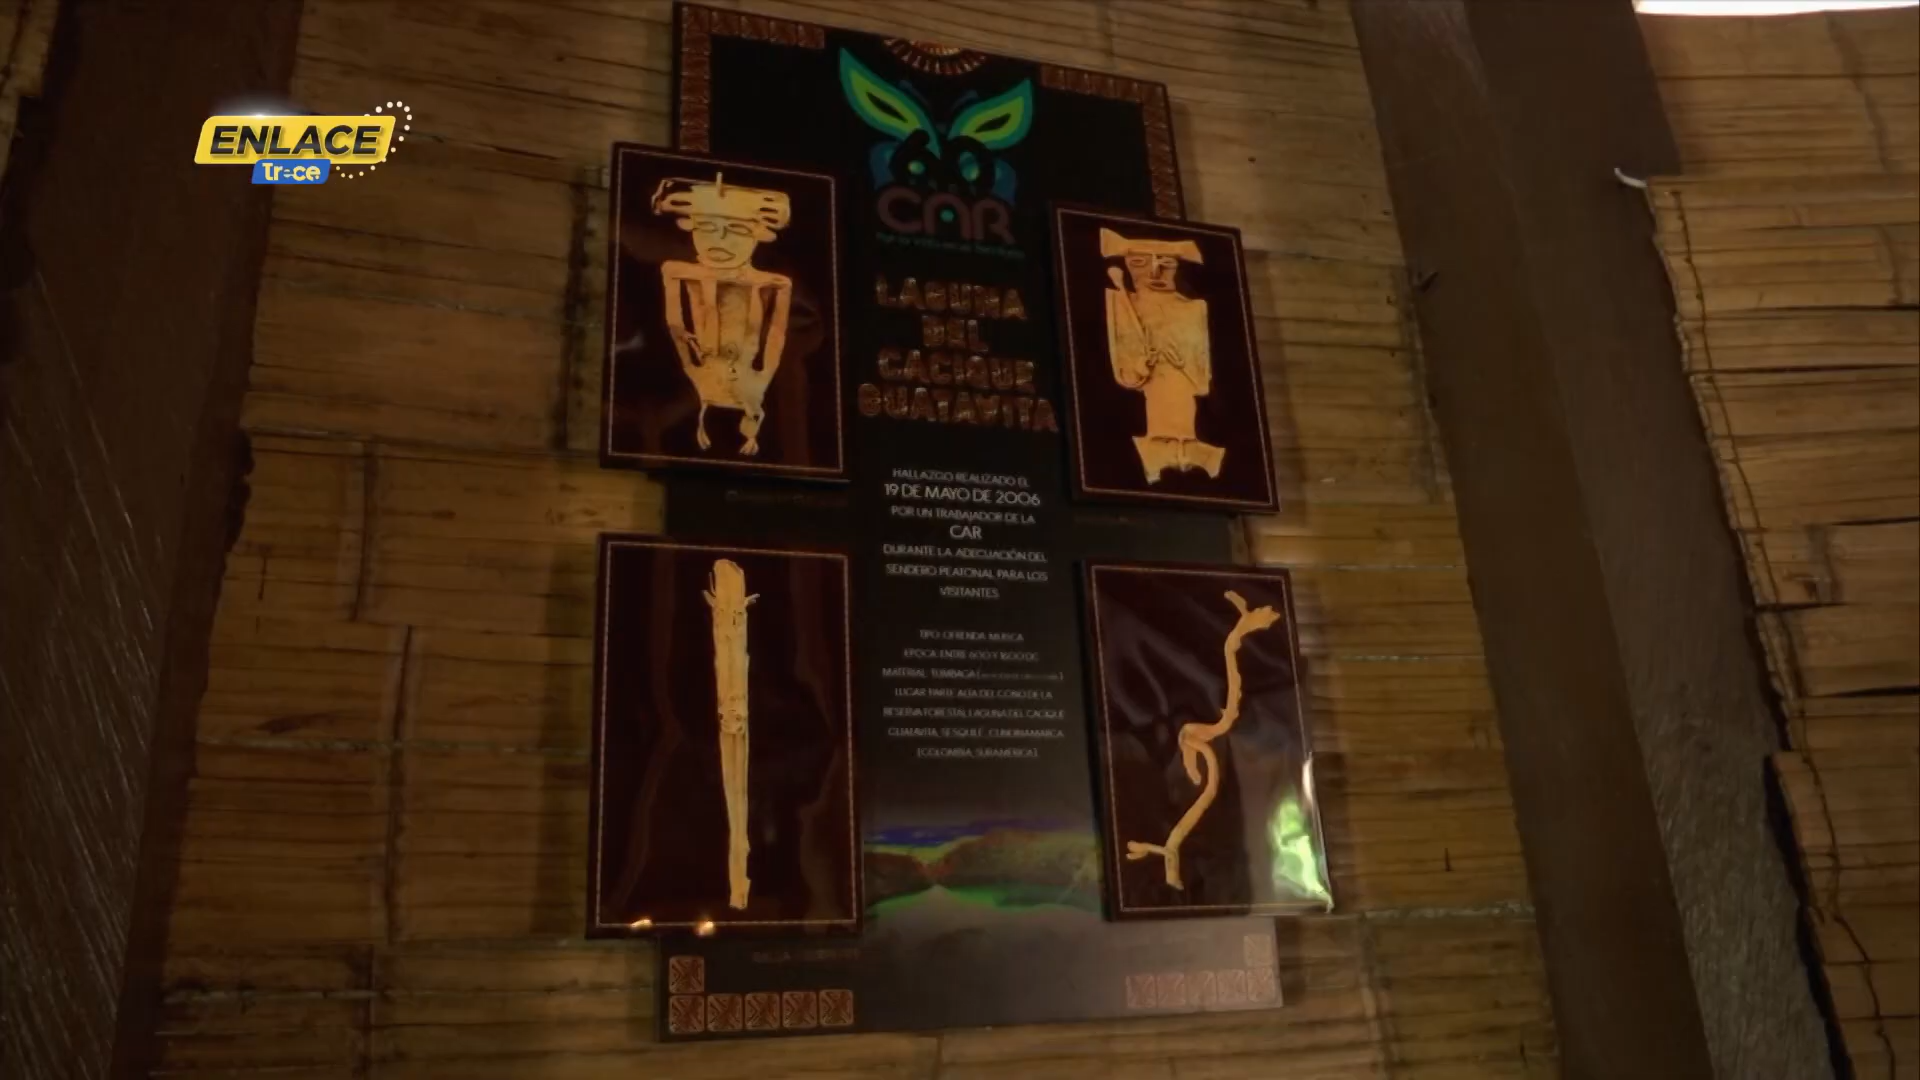 ENLACE
Trece
60
CAR
LAGUNA
DEL
CACIQUE
GUATAVITA
HALLAZGO REALIZADO EL
19 DE MAYO DE 2006
POR UN TRABAJADOR DE LA
CAR
DURANTE LA ADECUACIÓN DEL
SENDERO PEATONAL PARA LOS
VISITANTES
TIPO: OFRENDA MUISCA
EPOCA: ENTRE 600 Y 1600 DC
MATERIAL: TUMBAGA
LUGAR: PARTE ALTA DEL CONO DE LA
RESERVA FORESTAL LAGUNA DEL CACIQUE
GUATAVITA, SESQUILÉ, CUNDINAMARCA
(COLOMBIA, SURAMERICA)